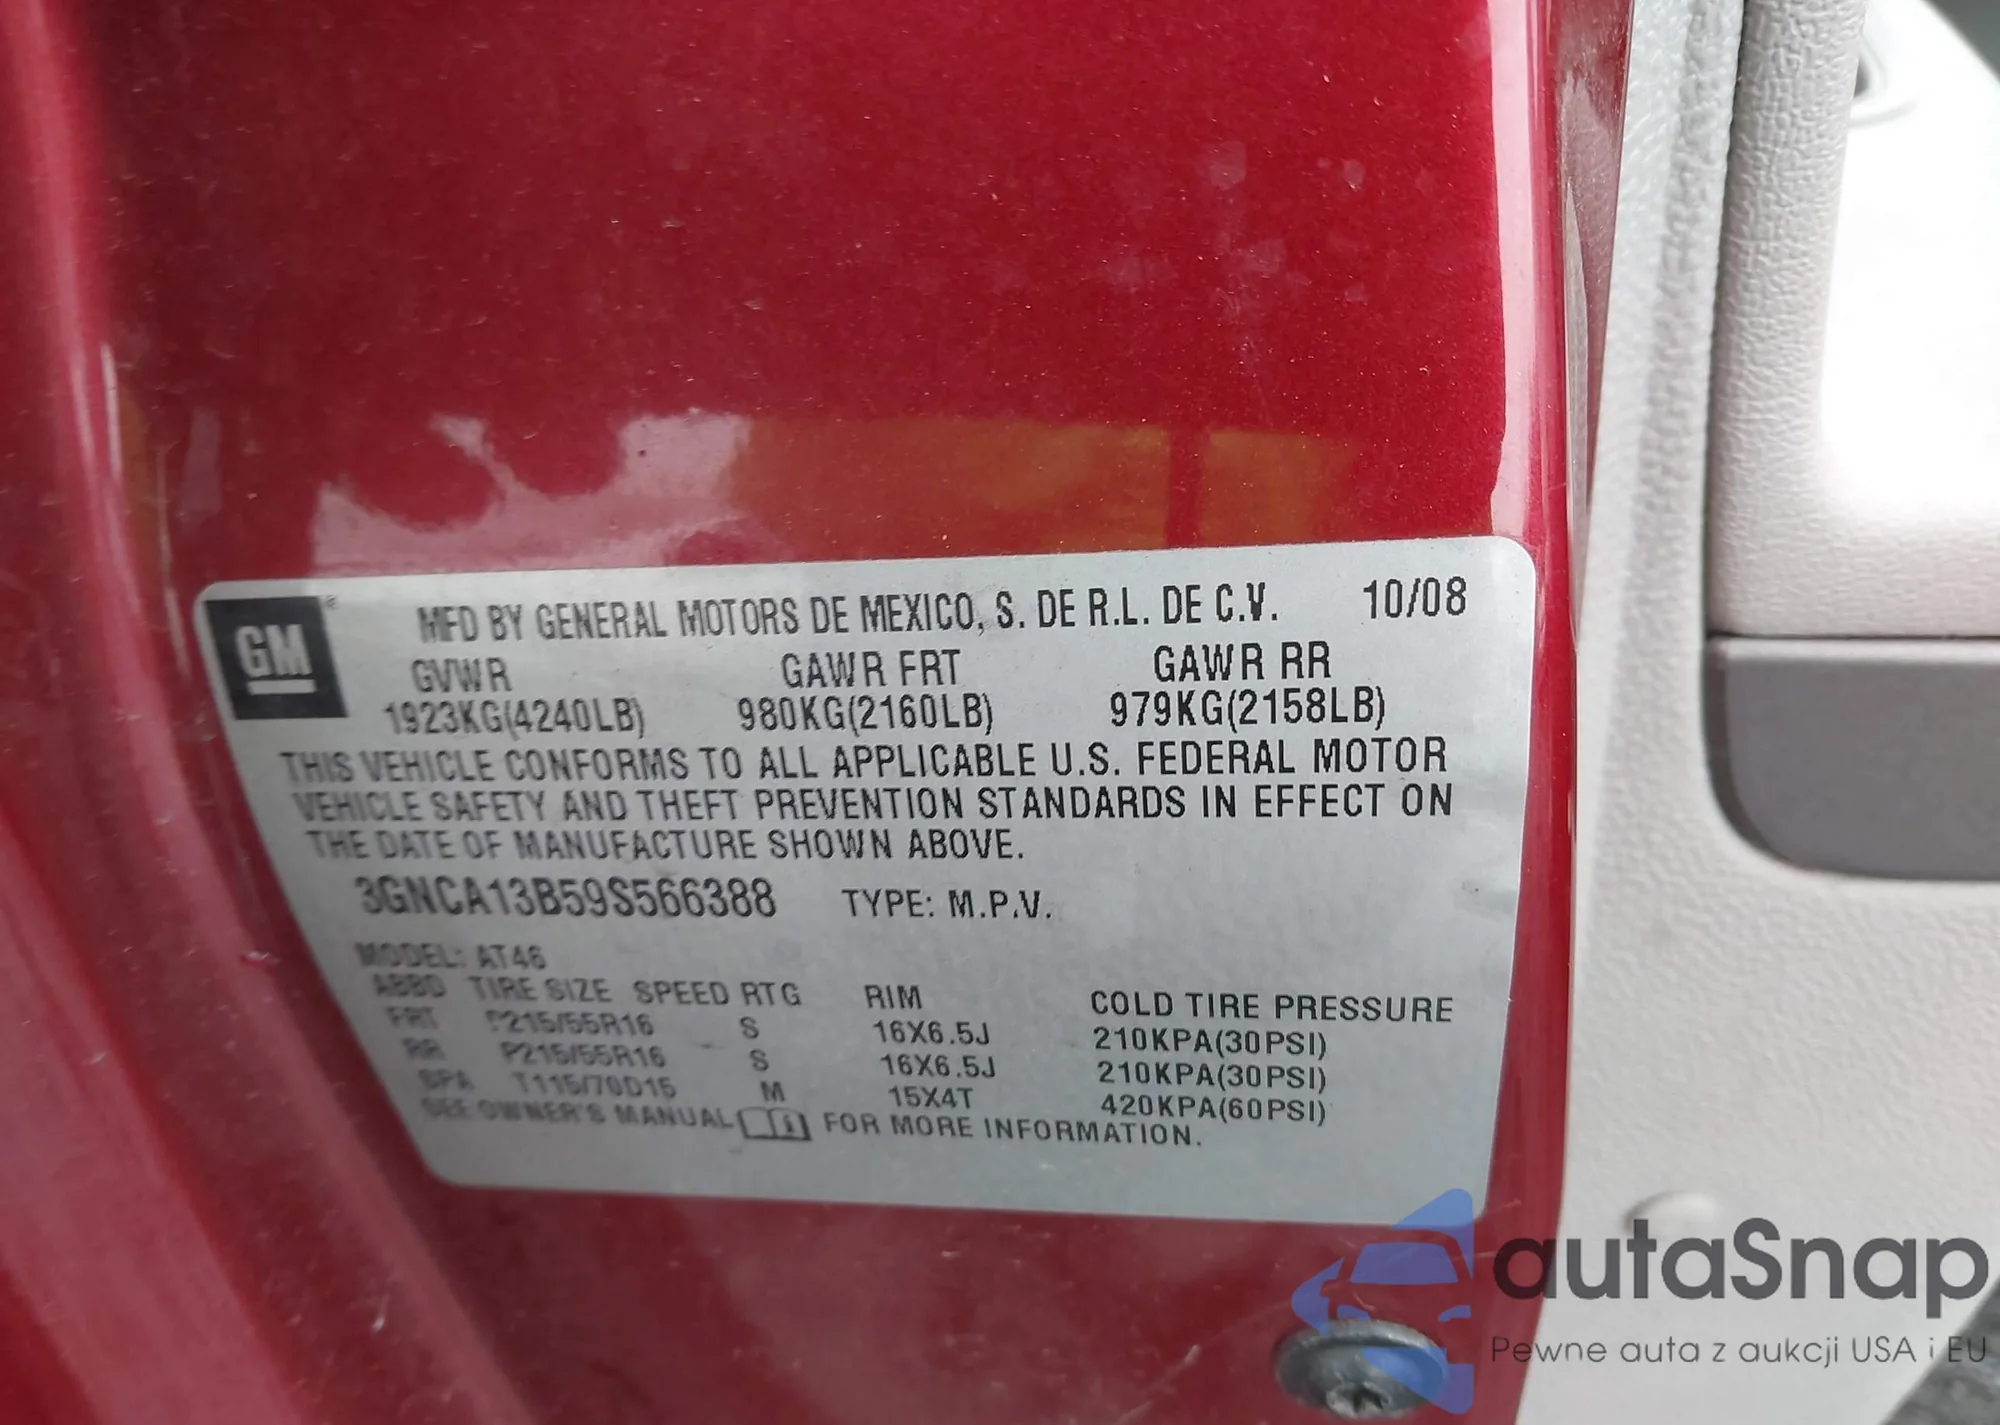 GM
MFD BY GENERAL MOTORS DE MEXICO, S. DE R.L. DE C.V. 10/08
GVWR GAWR FRT GAWR RR
1923KG(4240LB) 980KG(2160LB) 979KG(2158LB)
THIS VEHICLE CONFORMS TO ALL APPLICABLE U.S. FEDERAL MOTOR
VEHICLE SAFETY AND THEFT PREVENTION STANDARDS IN EFFECT ON
THE DATE OF MANUFACTURE SHOWN ABOVE.
3GNCA13B59S566388 TYPE: M.P.V.
MODEL: AT46
ABBD TIRE SIZE SPEED RTG RIM COLD TIRE PRESSURE
FRT P215/55R16 S 16X6.5J 210KPA(30PSI)
RR P215/55R16 S 16X6.5J 210KPA(30PSI)
SPA T115/70D15 M 15X4T 420KPA(60PSI)
SEE OWNER'S MANUAL FOR MORE INFORMATION.
autaSnap
Pewne auta z aukcji USA i EU